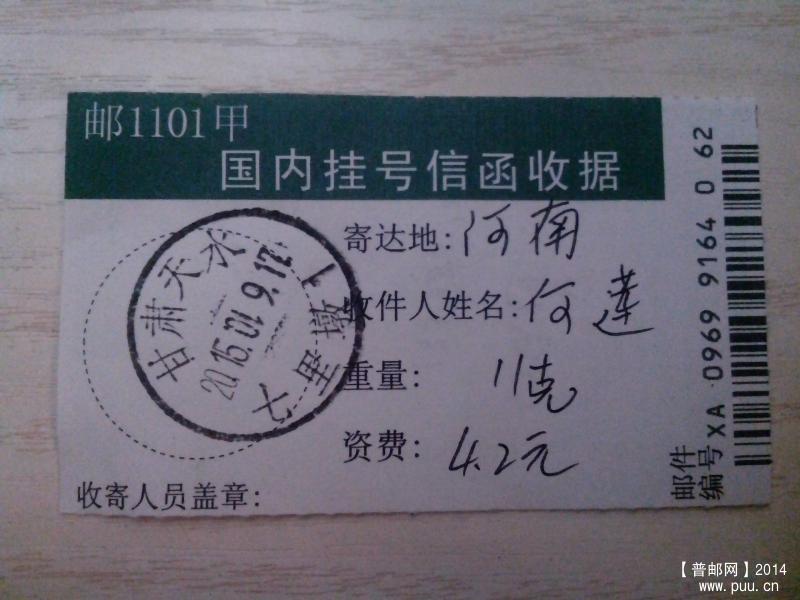 邮1101甲
国内挂号信函收据
寄达地:河南
收件人姓名:何莲
重量: 11克
资费: 4.2元
收寄人员盖章:
甘肃天水
2015.01.09.17
七里墩1
邮件
编号 XA 0969 9164 0 62
【普邮网】2014
www.puu.cn